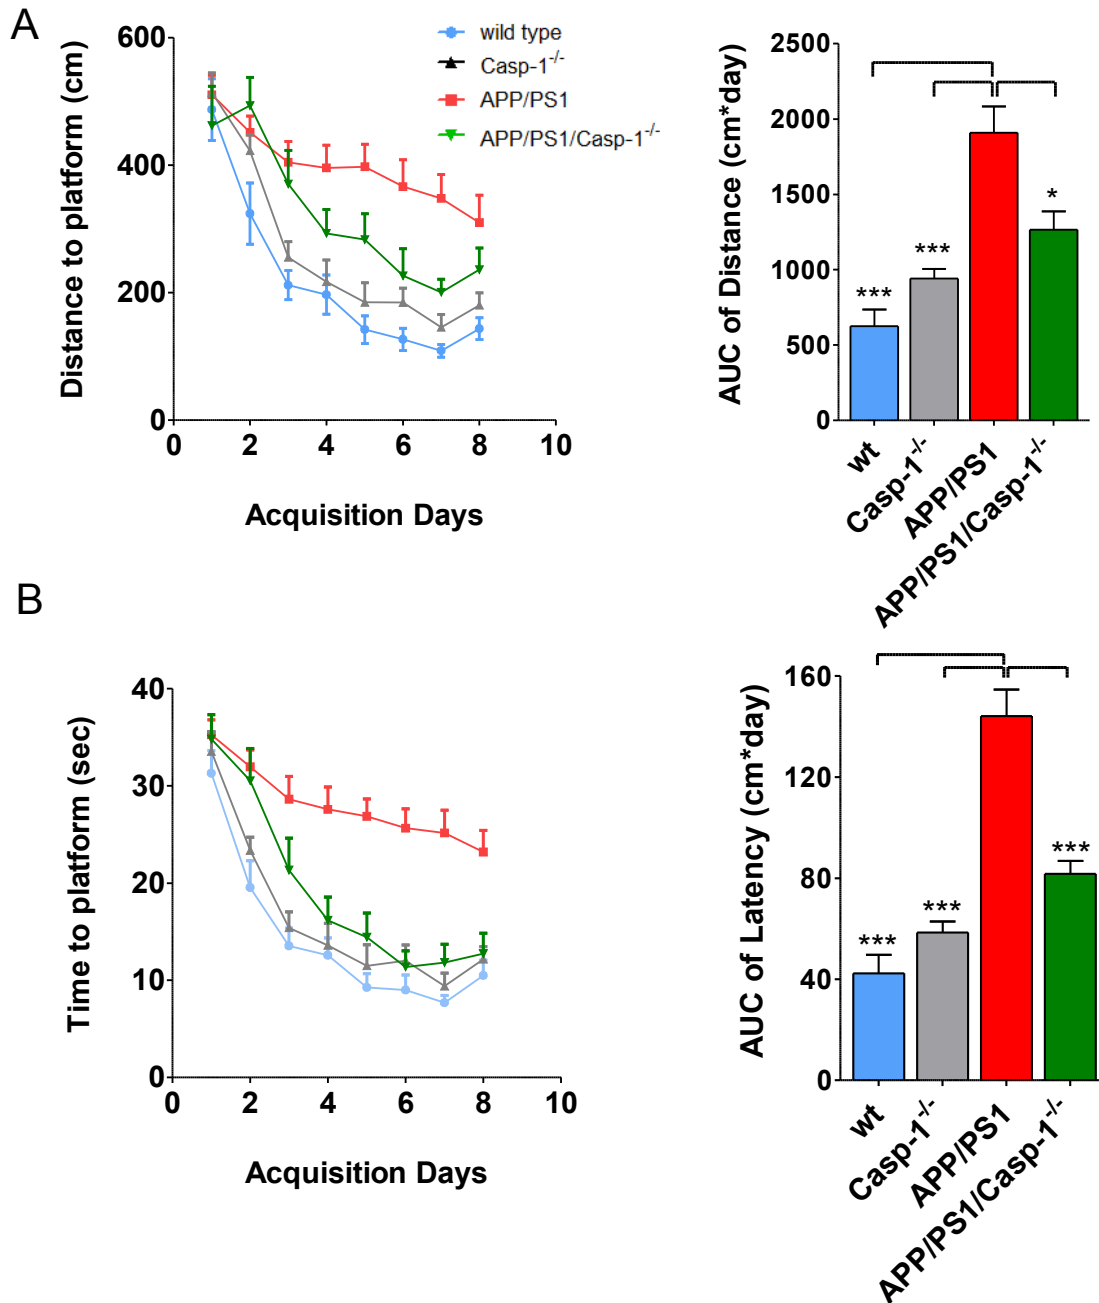 A
Distance to platform (cm)
600
400
200
0
0
2
4
6
8
10
Acquisition Days
wild type
Casp-1-/-
APP/PS1
APP/PS1/Casp-1-/-
AUC of Distance (cm*day)
2500
2000
1500
1000
500
0
***
***
*
wt
Casp-1-/-
APP/PS1
APP/PS1/Casp-1-/-
B
Time to platform (sec)
40
30
20
10
0
0
2
4
6
8
10
Acquisition Days
AUC of Latency (cm*day)
160
120
80
40
0
***
***
***
wt
Casp-1-/-
APP/PS1
APP/PS1/Casp-1-/-